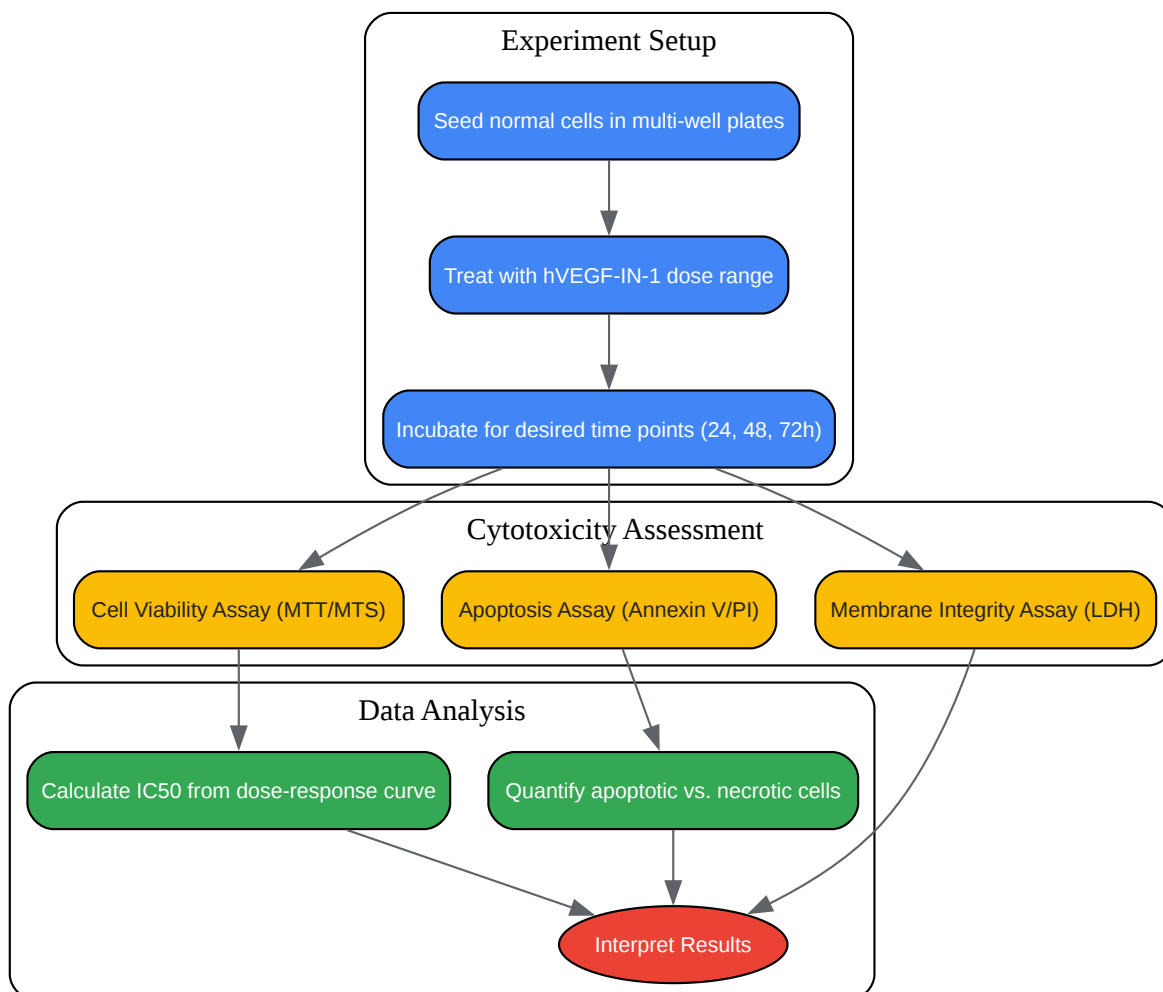 Experiment Setup
Seed normal cells in multi-well plates
Treat with hVEGF-IN-1 dose range
Incubate for desired time points (24, 48, 72h)
Cytotoxicity Assessment
Cell Viability Assay (MTT/MTS)
Apoptosis Assay (Annexin V/PI)
Membrane Integrity Assay (LDH)
Data Analysis
Calculate IC50 from dose-response curve
Quantify apoptotic vs. necrotic cells
Interpret Results